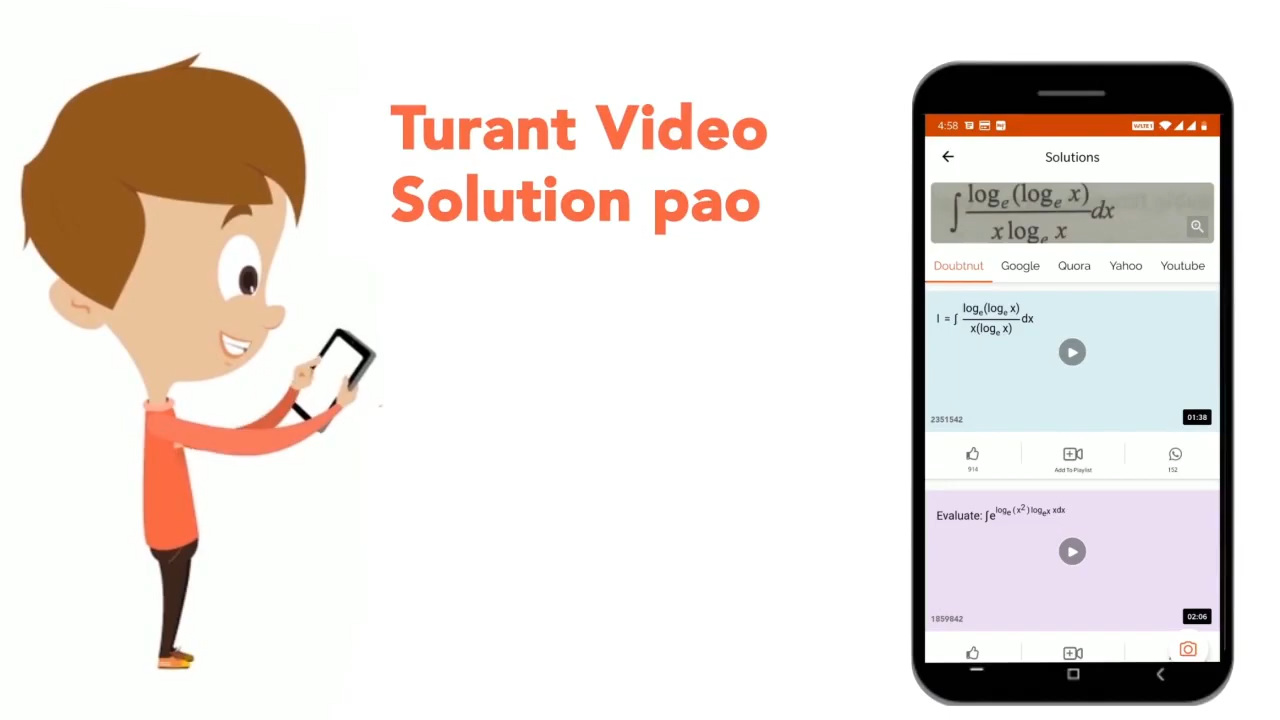 Turant Video
Solution pao
4:58
VoLTE1
Solutions
∫ logₑ(logₑ x) / x logₑ x dx
Doubtnut Google Quora Yahoo Youtube
I = ∫ logₑ(logₑ x) / x(logₑ x) dx
2351542 01:38
914 Add To Playlist 152
Evaluate: ∫e^logₑ(x²)logₑx xdx
1859842 02:06